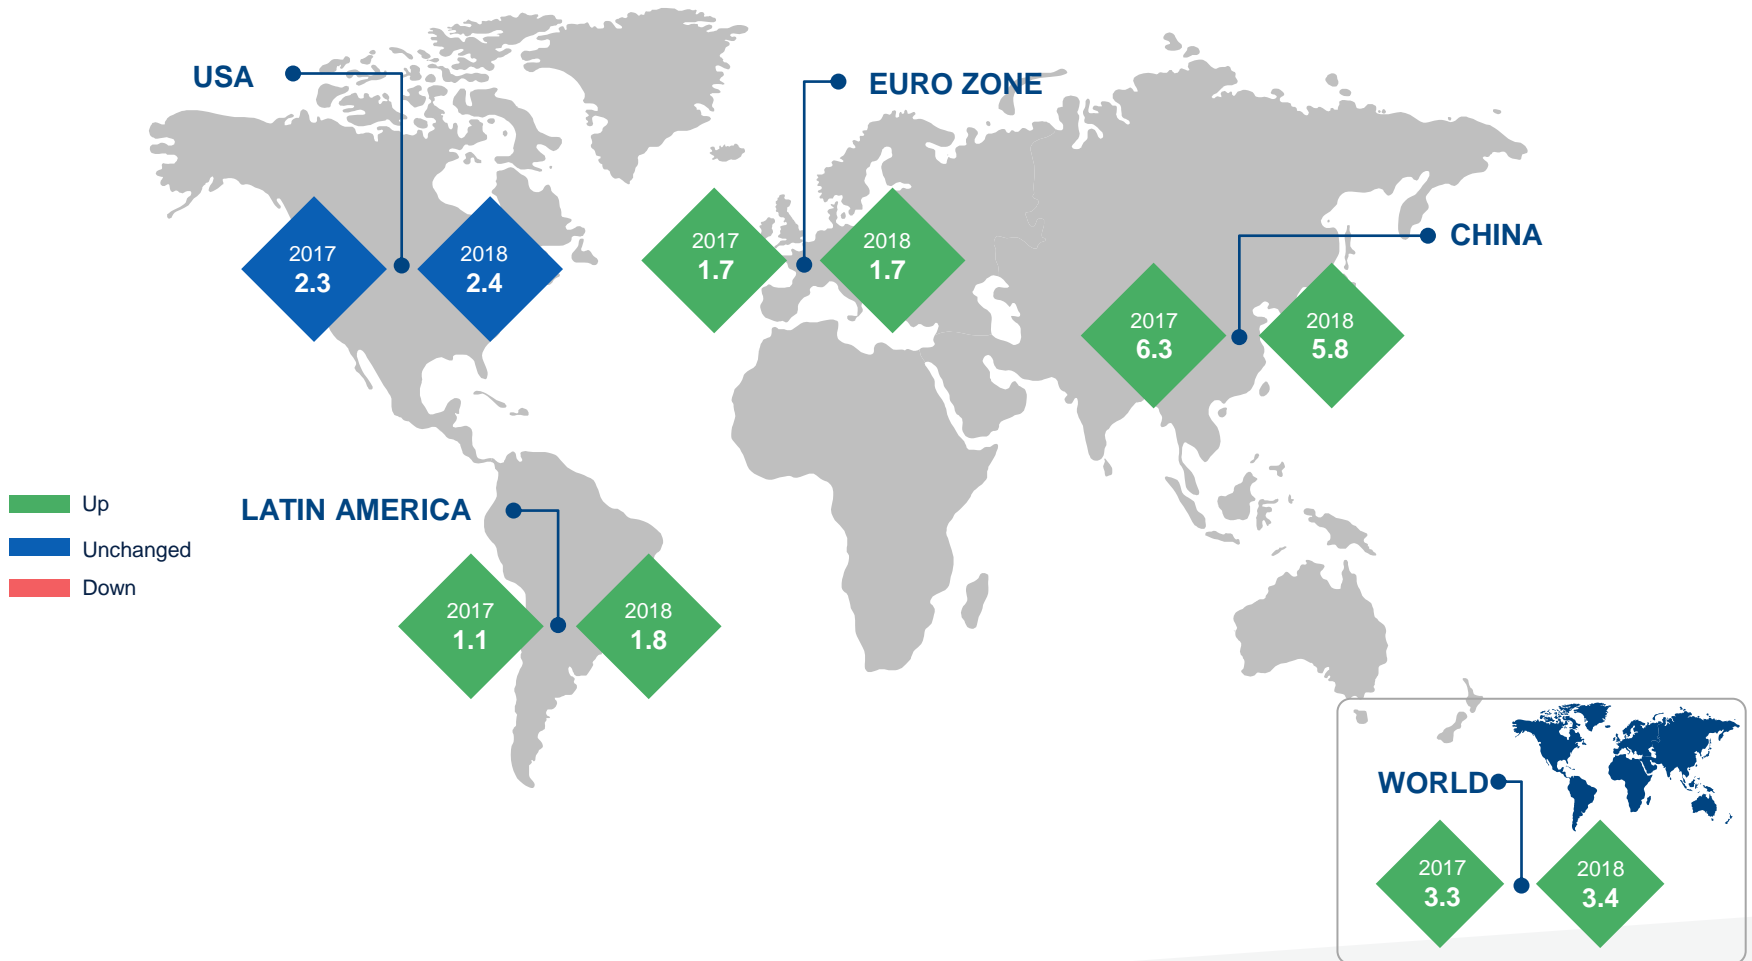 USA
2017
2.3
2018
2.4
EURO ZONE
2017
1.7
2018
1.7
CHINA
2017
6.3
2018
5.8
Up
Unchanged
Down
LATIN AMERICA
2017
1.1
2018
1.8
WORLD
2017
3.3
2018
3.4